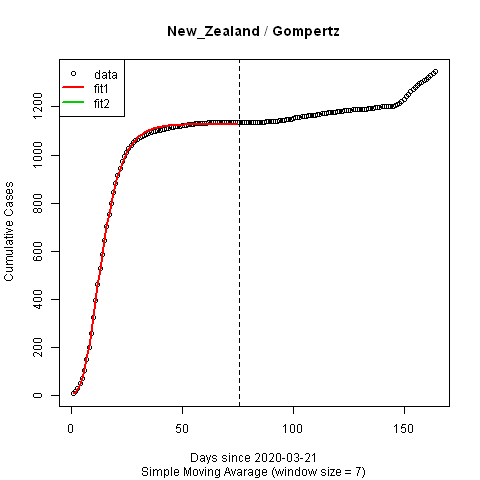 New_Zealand / Gompertz
data
fit1
fit2
Cumulative Cases
0
200
400
600
800
1000
1200
0
50
100
150
Days since 2020-03-21
Simple Moving Avarage (window size = 7)